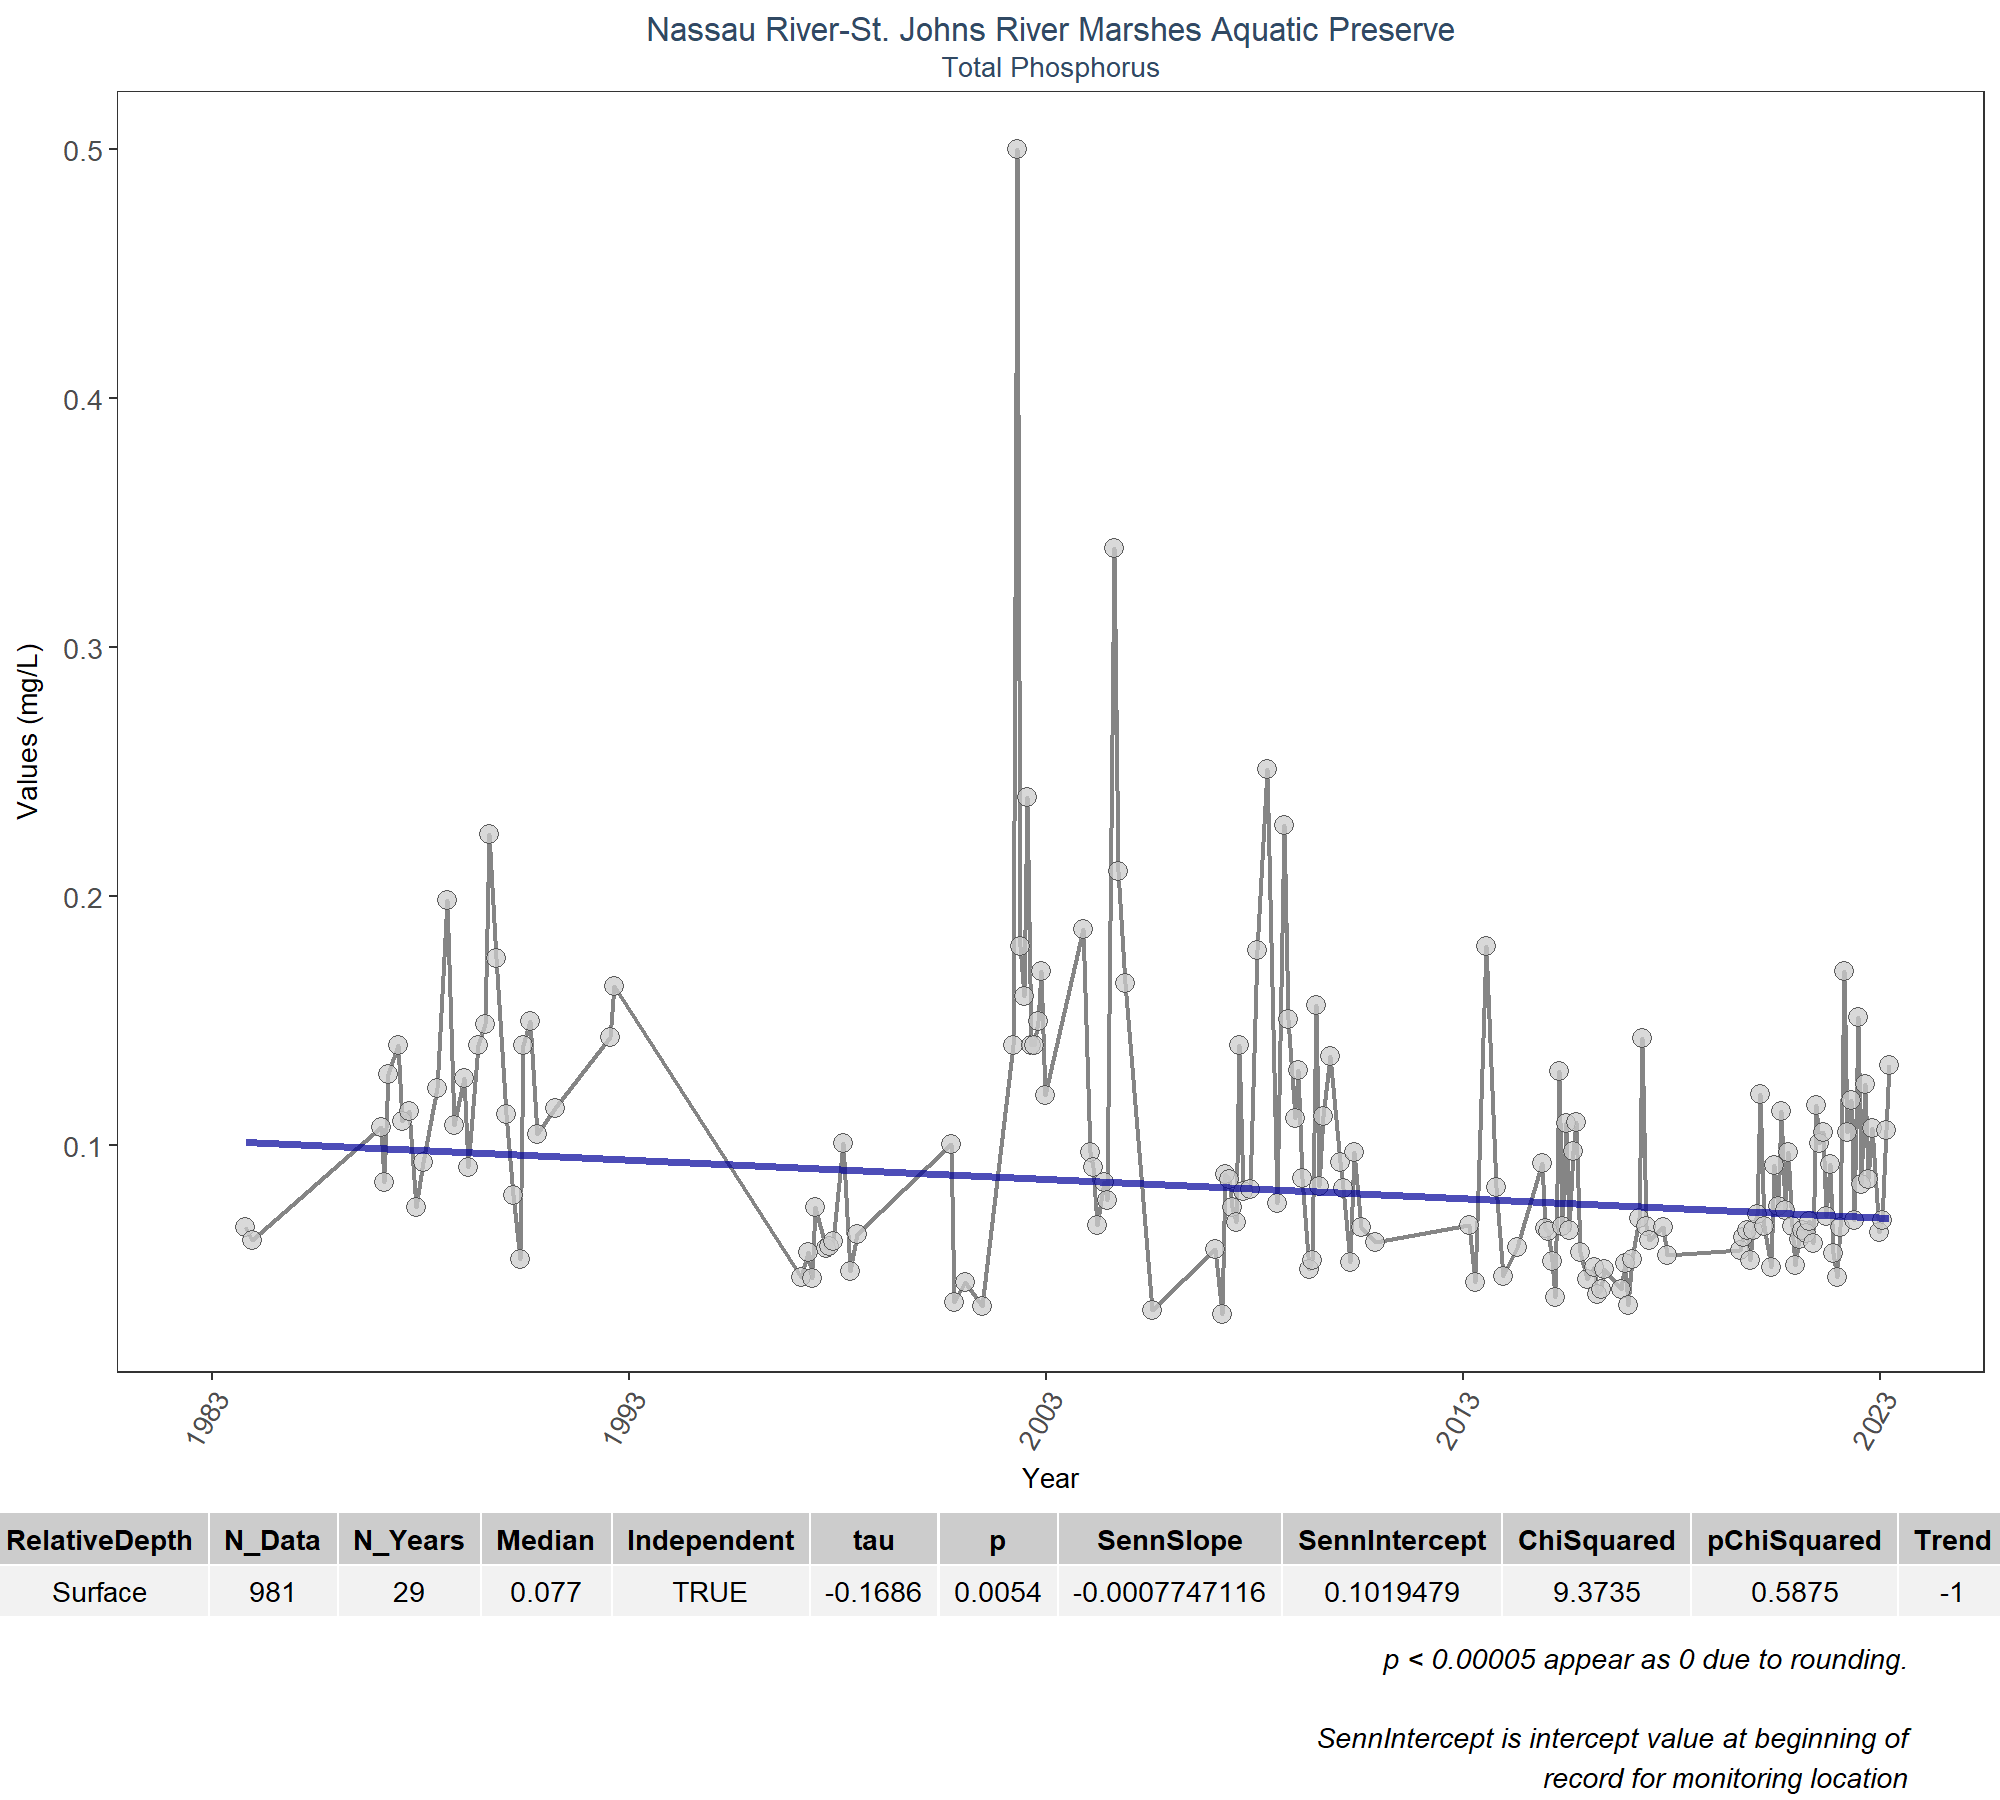 Nassau River-St. Johns River Marshes Aquatic Preserve
Total Phosphorus
0.5
0.4
0.3
0.2
0.1
Values (mg/L)
1983 1993 2003 2013 2023
Year
RelativeDepth N_Data N_Years Median Independent tau p SennSlope SennIntercept ChiSquared pChiSquared Trend
Surface 981 29 0.077 TRUE -0.1686 0.0054 -0.0007747116 0.1019479 9.3735 0.5875 -1
p < 0.00005 appear as 0 due to rounding.
SennIntercept is intercept value at beginning of
record for monitoring location